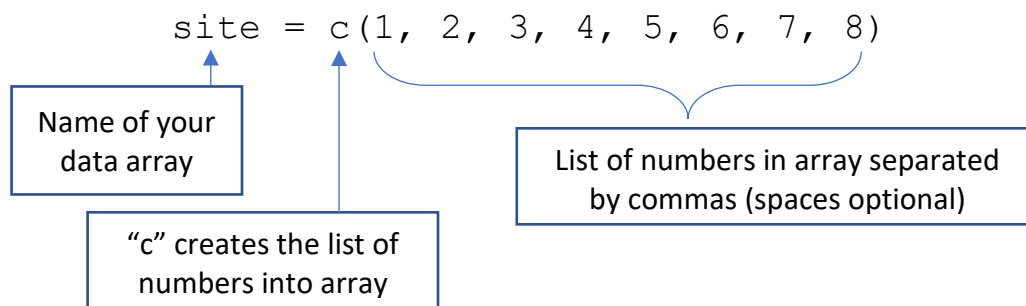 site = c(1, 2, 3, 4, 5, 6, 7, 8)
Name of your
data array
List of numbers in array separated
by commas (spaces optional)
“c” creates the list of
numbers into array